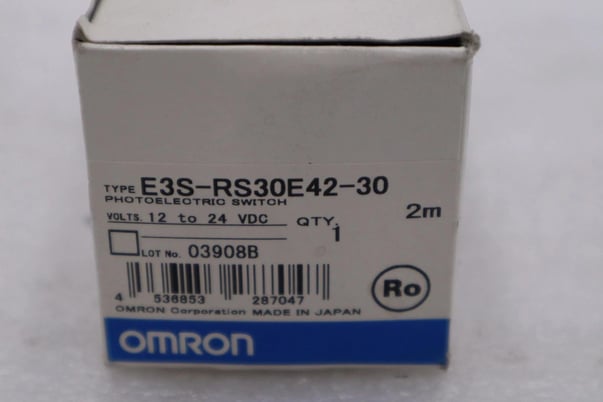 TYPE E3S-RS30E42-30
PHOTOELECTRIC SWITCH
VOLTS. 12 to 24 VDC QTY. 1 2m
LOT No. 03908B
4 536853 287047
Ro
OMRON Corporation MADE IN JAPAN
OMRON